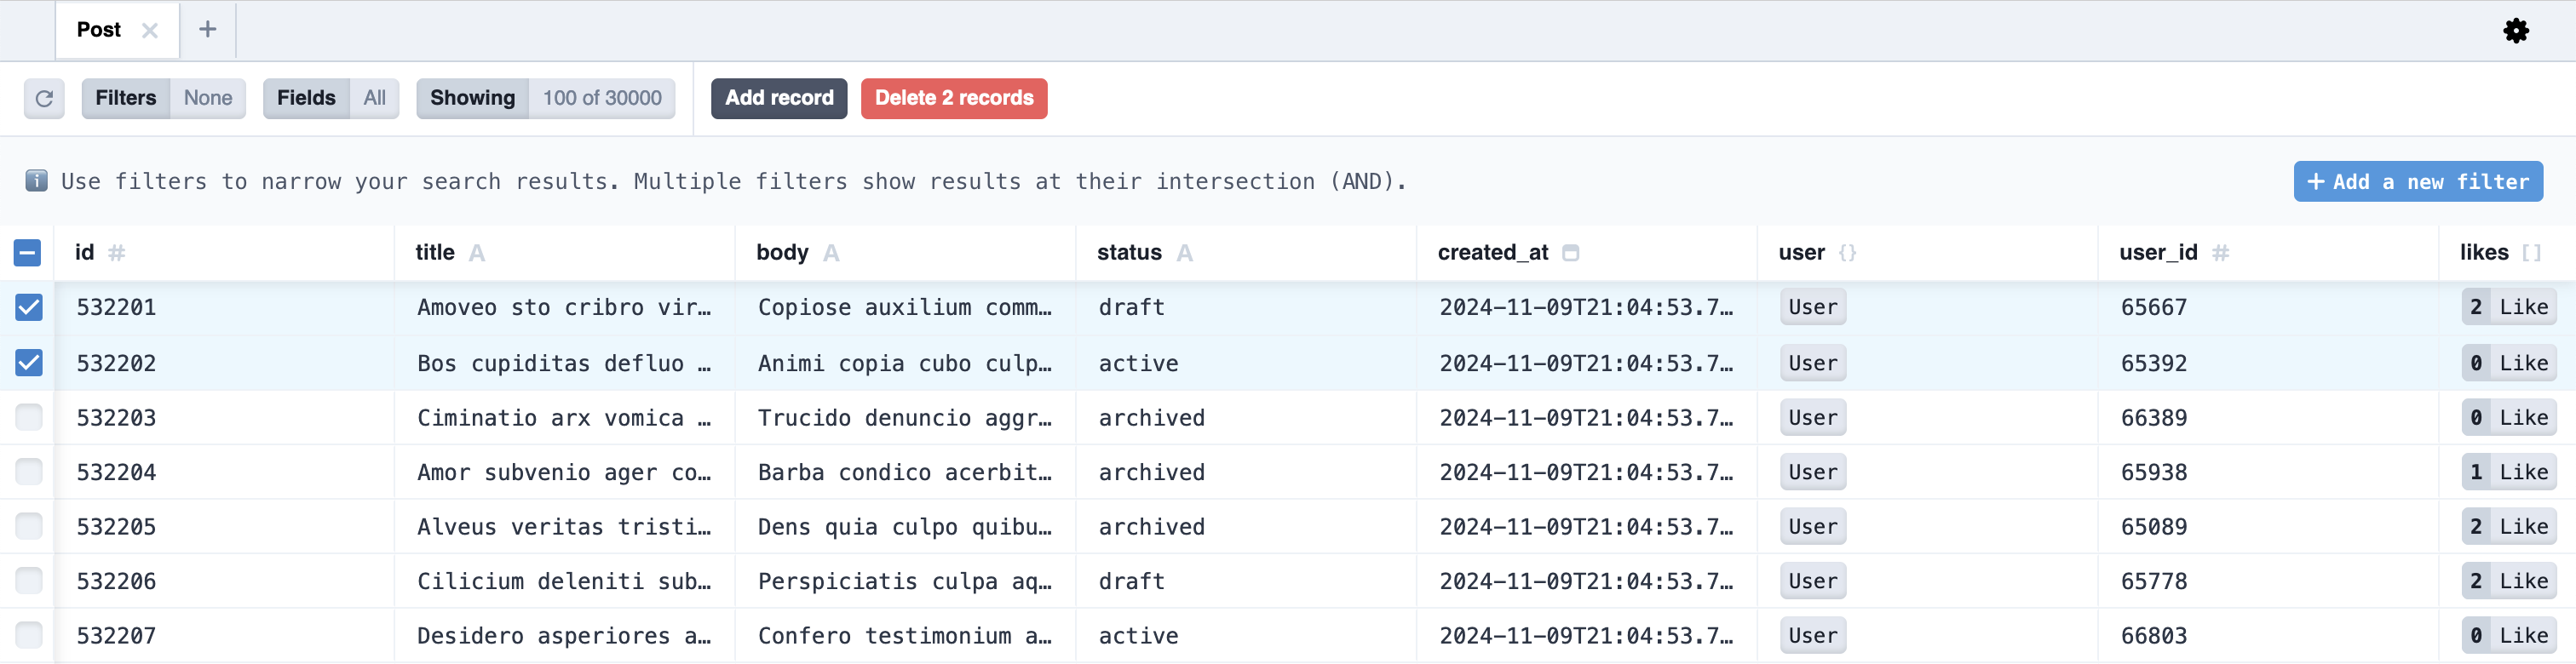 Post
Filters None Fields All Showing 100 of 30000 Add record Delete 2 records
Use filters to narrow your search results. Multiple filters show results at their intersection (AND). + Add a new filter
id # title A body A status A created_at user {} user_id # likes []
532201 Amoveo sto cribro vir… Copiose auxilium comm… draft 2024-11-09T21:04:53.7… User 65667 2 Like
532202 Bos cupiditas defluo … Animi copia cubo culp… active 2024-11-09T21:04:53.7… User 65392 0 Like
532203 Ciminatio arx vomica … Trucido denuncio aggr… archived 2024-11-09T21:04:53.7… User 66389 0 Like
532204 Amor subvenio ager co… Barba condico acerbit… archived 2024-11-09T21:04:53.7… User 65938 1 Like
532205 Alveus veritas tristi… Dens quia culpo quibu… archived 2024-11-09T21:04:53.7… User 65089 2 Like
532206 Cilicium deleniti sub… Perspiciatis culpa aq… draft 2024-11-09T21:04:53.7… User 65778 2 Like
532207 Desidero asperiores a… Confero testimonium a… active 2024-11-09T21:04:53.7… User 66803 0 Like